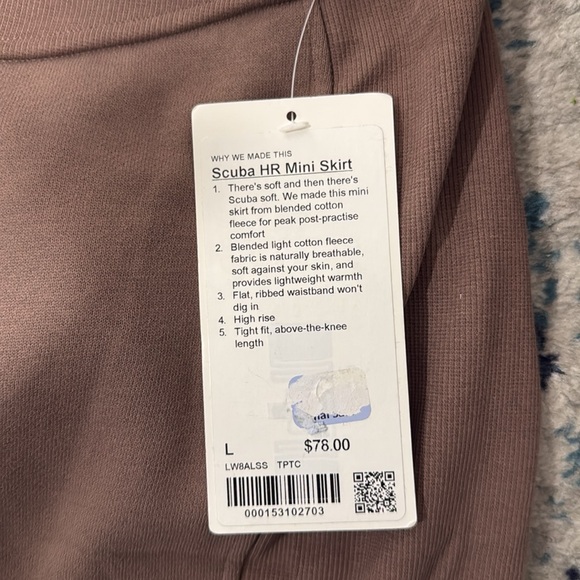 WHY WE MADE THIS
Scuba HR Mini Skirt
1. There's soft and then there's
Scuba soft. We made this mini
skirt from blended cotton
fleece for peak post-practise
comfort
2. Blended light cotton fleece
fabric is naturally breathable,
soft against your skin, and
provides lightweight warmth
3. Flat, ribbed waistband won't
dig in
4. High rise
5. Tight fit, above-the-knee
length
L $78.00
LW8ALSS TPTC
000153102703